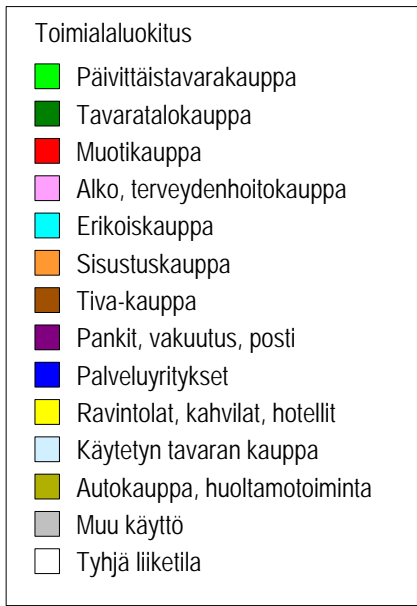 Toimialaluokitus
Päivittäistavarakauppa
Tavaratalokauppa
Muotikauppa
Alko, terveydenhoitokauppa
Erikoiskauppa
Sisustuskauppa
Tiva-kauppa
Pankit, vakuutus, posti
Palveluyritykset
Ravintolat, kahvilat, hotellit
Käytetyn tavaran kauppa
Autokauppa, huoltamotoiminta
Muu käyttö
Tyhjä liiketila